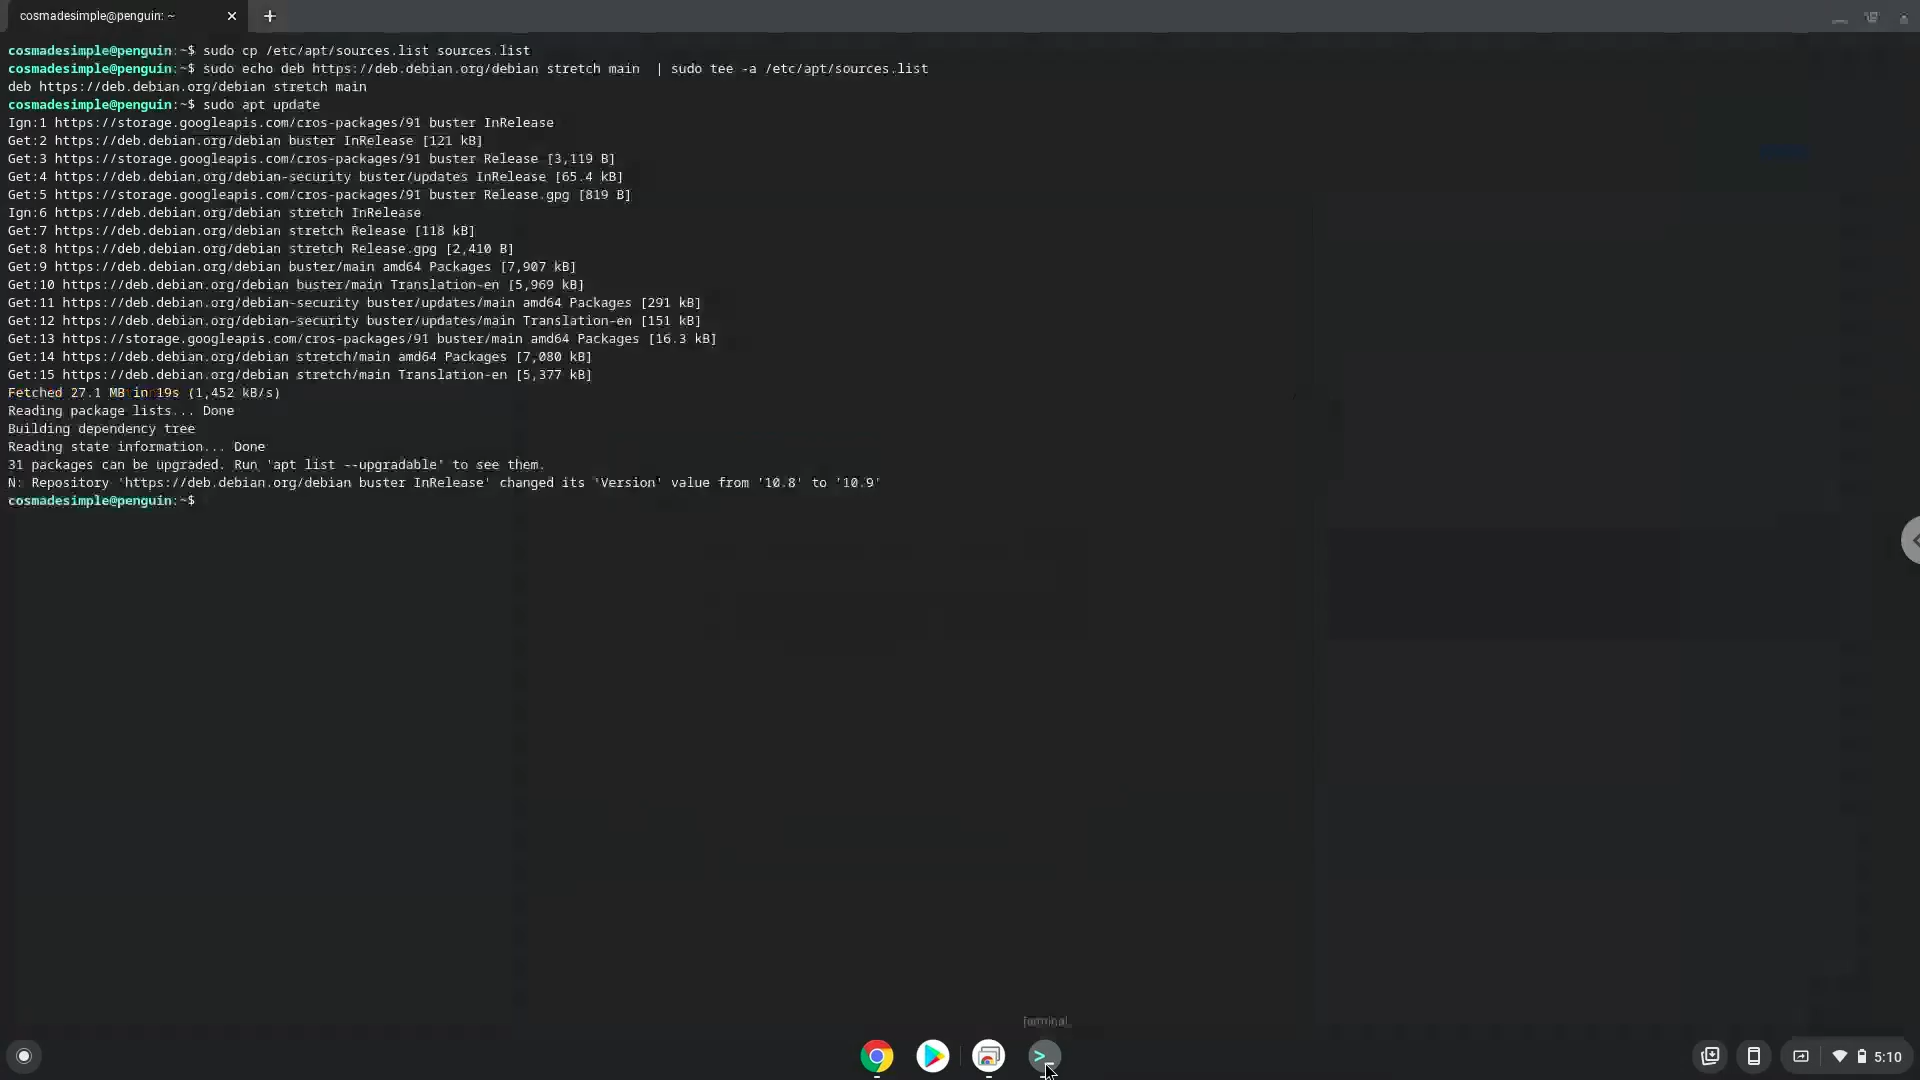 cosmadesimple@penguin: ~
cosmadesimple@penguin:~$ sudo cp /etc/apt/sources.list sources.list
cosmadesimple@penguin:~$ sudo echo deb https://deb.debian.org/debian stretch main  | sudo tee -a /etc/apt/sources.list
deb https://deb.debian.org/debian stretch main
cosmadesimple@penguin:~$ sudo apt update
Ign:1 https://storage.googleapis.com/cros-packages/91 buster InRelease
Get:2 https://deb.debian.org/debian buster InRelease [121 kB]
Get:3 https://storage.googleapis.com/cros-packages/91 buster Release [3,119 B]
Get:4 https://deb.debian.org/debian-security buster/updates InRelease [65.4 kB]
Get:5 https://storage.googleapis.com/cros-packages/91 buster Release.gpg [819 B]
Ign:6 https://deb.debian.org/debian stretch InRelease
Get:7 https://deb.debian.org/debian stretch Release [118 kB]
Get:8 https://deb.debian.org/debian stretch Release.gpg [2,410 B]
Get:9 https://deb.debian.org/debian buster/main amd64 Packages [7,907 kB]
Get:10 https://deb.debian.org/debian buster/main Translation-en [5,969 kB]
Get:11 https://deb.debian.org/debian-security buster/updates/main amd64 Packages [291 kB]
Get:12 https://deb.debian.org/debian-security buster/updates/main Translation-en [151 kB]
Get:13 https://storage.googleapis.com/cros-packages/91 buster/main amd64 Packages [16.3 kB]
Get:14 https://deb.debian.org/debian stretch/main amd64 Packages [7,080 kB]
Get:15 https://deb.debian.org/debian stretch/main Translation-en [5,377 kB]
Fetched 27.1 MB in 19s (1,452 kB/s)
Reading package lists... Done
Building dependency tree
Reading state information... Done
31 packages can be upgraded. Run 'apt list --upgradable' to see them.
N: Repository 'https://deb.debian.org/debian buster InRelease' changed its 'Version' value from '10.8' to '10.9'
cosmadesimple@penguin:~$
Terminal
5:10